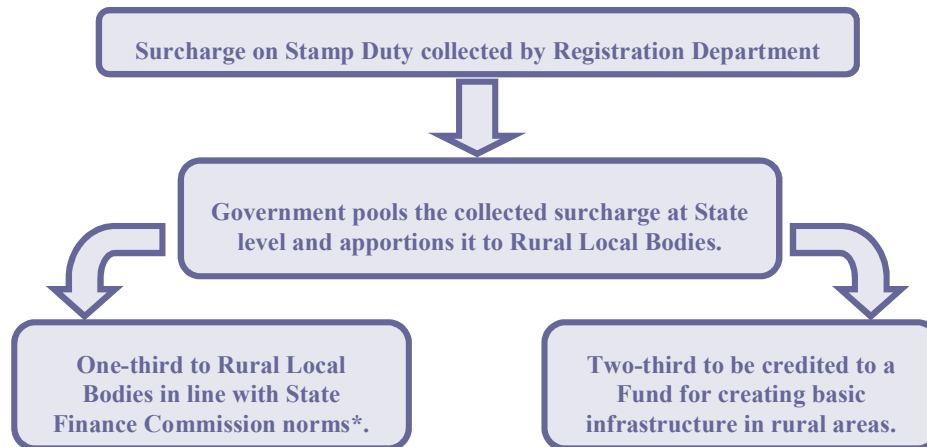 Surcharge on Stamp Duty collected by Registration Department
Government pools the collected surcharge at State
level and apportions it to Rural Local Bodies.
One-third to Rural Local
Bodies in line with State
Finance Commission norms*.
Two-third to be credited to a
Fund for creating basic
infrastructure in rural areas.